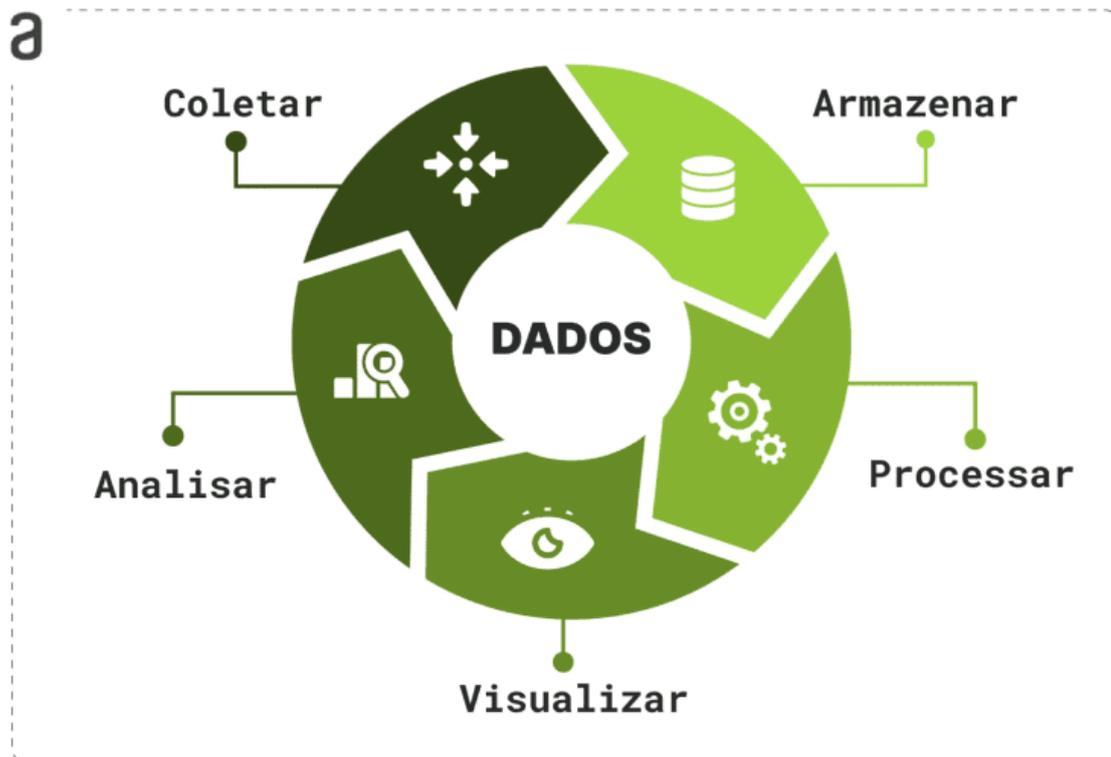 a
Coletar
Armazenar
DADOS
Analisar
Processar
Visualizar